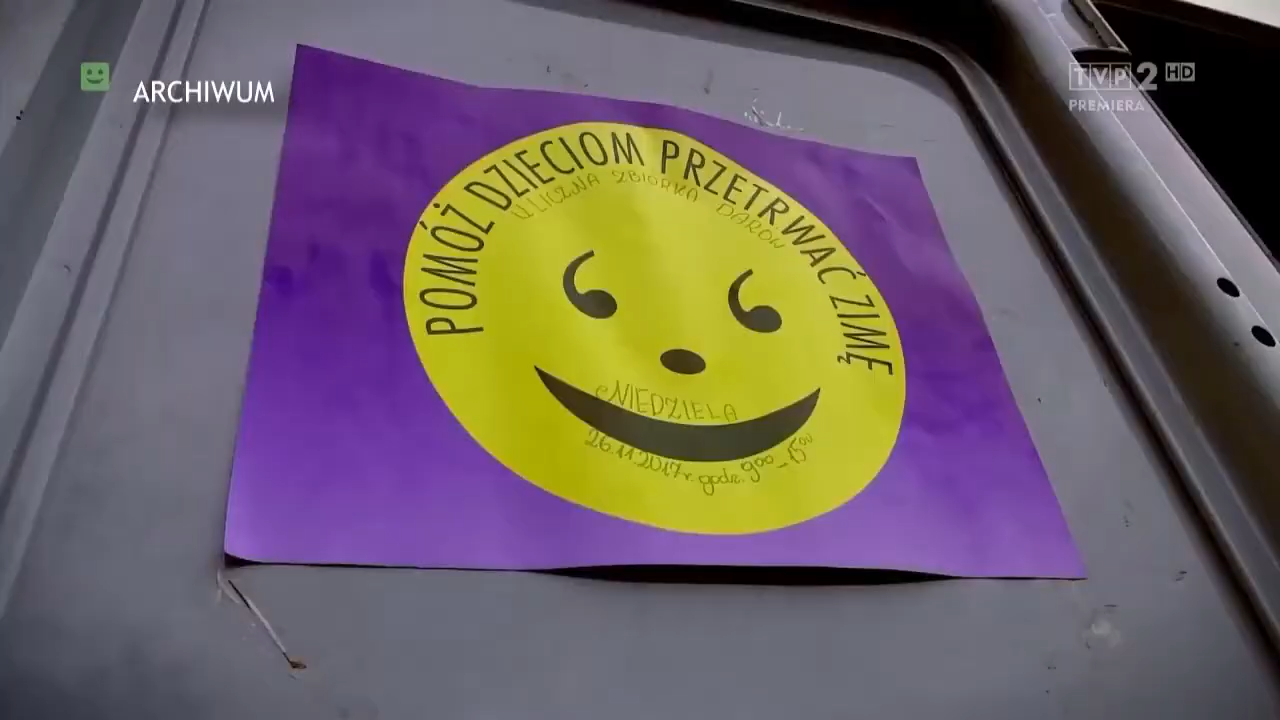 ARCHIWUM
TVP2 HD
PREMIERA
POMÓŻ DZIECIOM PRZETRWAĆ ZIMĘ
ULICZNA ZBIÓRKA DARÓW
NIEDZIELA
26.11.2017r. godz. 9⁰⁰ - 15⁰⁰